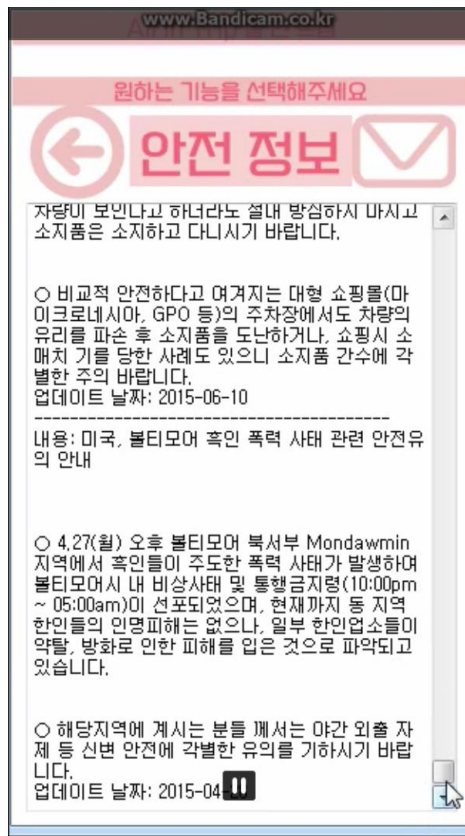 www.Bandicam.co.kr
원하는 기능을 선택해주세요
안전 정보
차량이 보인다고 하더라도 절대 방심하지 마시고
소지품은 소지하고 다니시기 바랍니다.
○ 비교적 안전하다고 여겨지는 대형 쇼핑몰(마
이크로네시아, GPO 등)의 주차장에서도 차량의
유리를 파손 후 소지품을 도난하거나, 쇼핑시 소
매치 기를 당한 사례도 있으니 소지품 간수에 각
별한 주의 바랍니다.
업데이트 날짜: 2015-06-10
----------------------------------------
내용: 미국, 볼티모어 흑인 폭력 사태 관련 안전유
의 안내
○ 4.27(월) 오후 볼티모어 북서부 Mondawmin
지역에서 흑인들이 주도한 폭력 사태가 발생하여
볼티모어시 내 비상사태 및 통행금지령(10:00pm
~ 05:00am)이 선포되었으며, 현재까지 동 지역
한인들의 인명피해는 없으나, 일부 한인업소들이
약탈, 방화로 인한 피해를 입은 것으로 파악되고
있습니다.
○ 해당지역에 계시는 분들 께서는 야간 외출 자
제 등 신변 안전에 각별한 유의를 기하시기 바랍
니다.
업데이트 날짜: 2015-04-